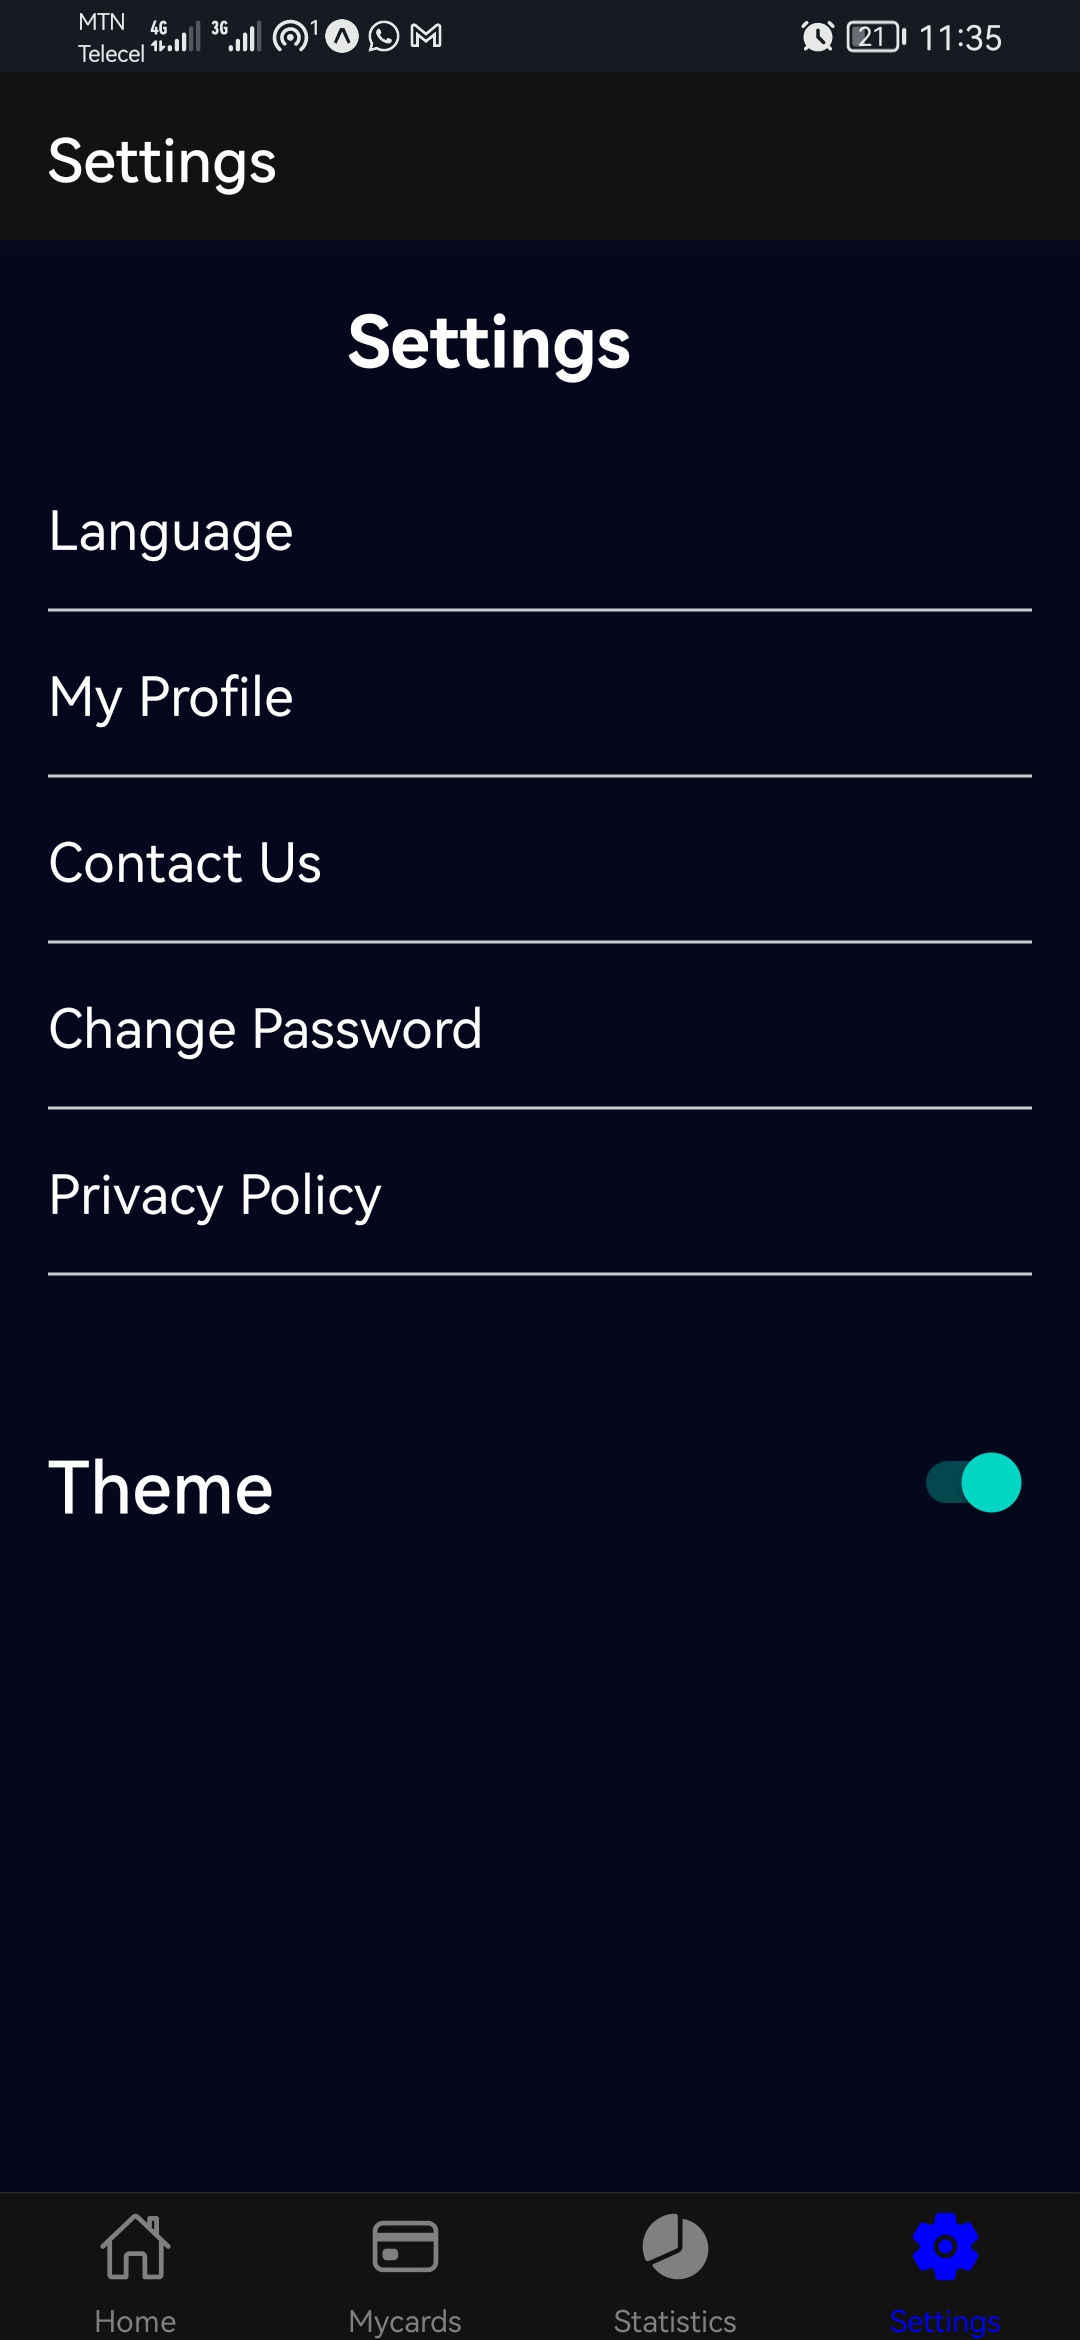 MTN
Telecel
4G
3G
1
21
11:35
Settings
Settings
Language
My Profile
Contact Us
Change Password
Privacy Policy
Theme
Home
Mycards
Statistics
Settings